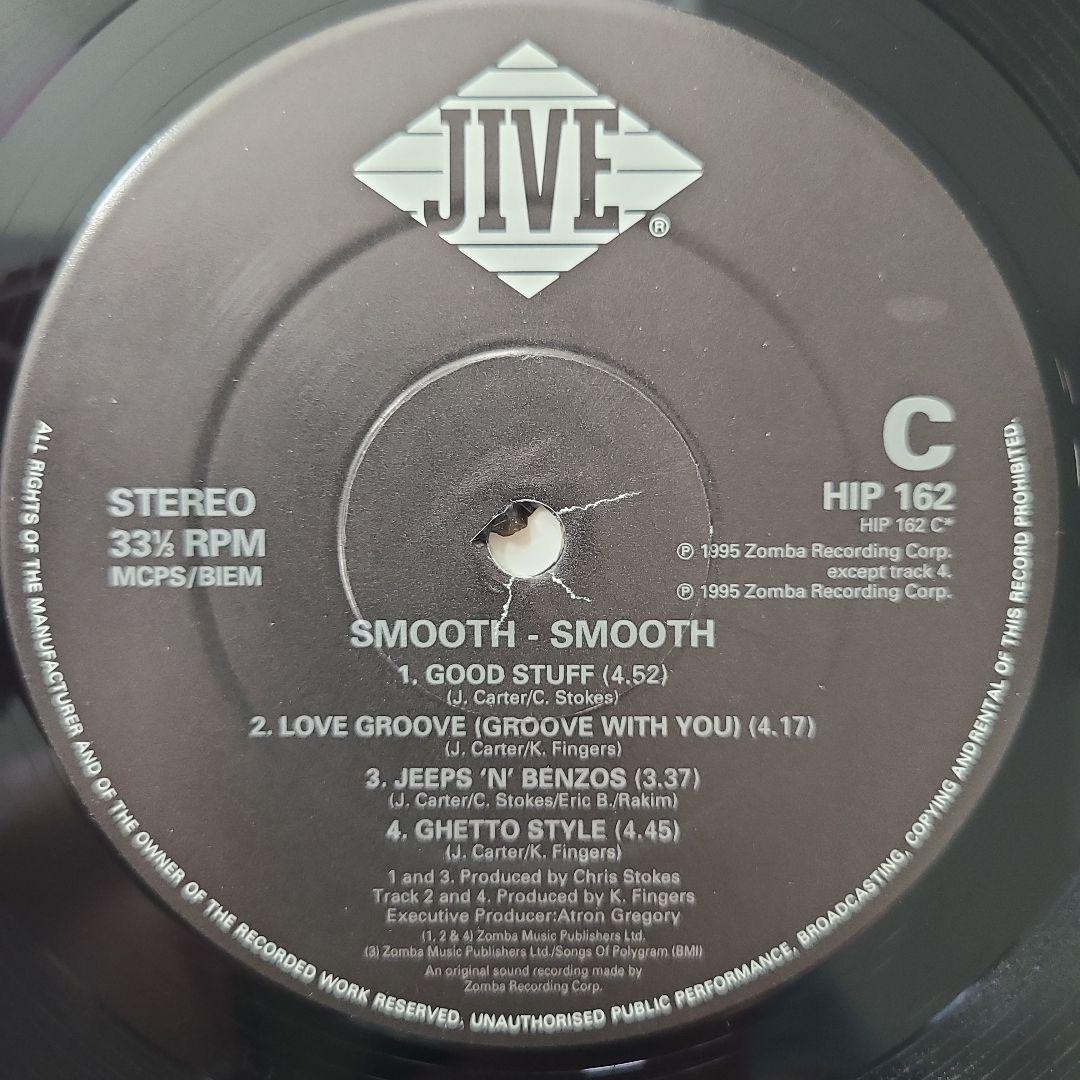 JIVE
®
C
HIP 162
HIP 162 C*
STEREO
33⅓ RPM
MCPS/BIEM
℗ 1995 Zomba Recording Corp.
except track 4.
℗ 1995 Zomba Recording Corp.
SMOOTH - SMOOTH
1. GOOD STUFF (4.52)
(J. Carter/C. Stokes)
2. LOVE GROOVE (GROOVE WITH YOU) (4.17)
(J. Carter/K. Fingers)
3. JEEPS 'N' BENZOS (3.37)
(J. Carter/C. Stokes/Eric B./Rakim)
4. GHETTO STYLE (4.45)
(J. Carter/K. Fingers)
1 and 3. Produced by Chris Stokes
Track 2 and 4. Produced by K. Fingers
Executive Producer:Atron Gregory
(1, 2 & 4) Zomba Music Publishers Ltd.
(3) Zomba Music Publishers Ltd./Songs Of Polygram (BMI)
An original sound recording made by
Zomba Recording Corp.
ALL RIGHTS OF THE MANUFACTURER AND OF THE OWNER OF THE RECORDED WORK RESERVED, UNAUTHORISED PUBLIC PERFORMANCE, BROADCASTING, COPYING ANDRENTAL OF THIS RECORD PROHIBITED.